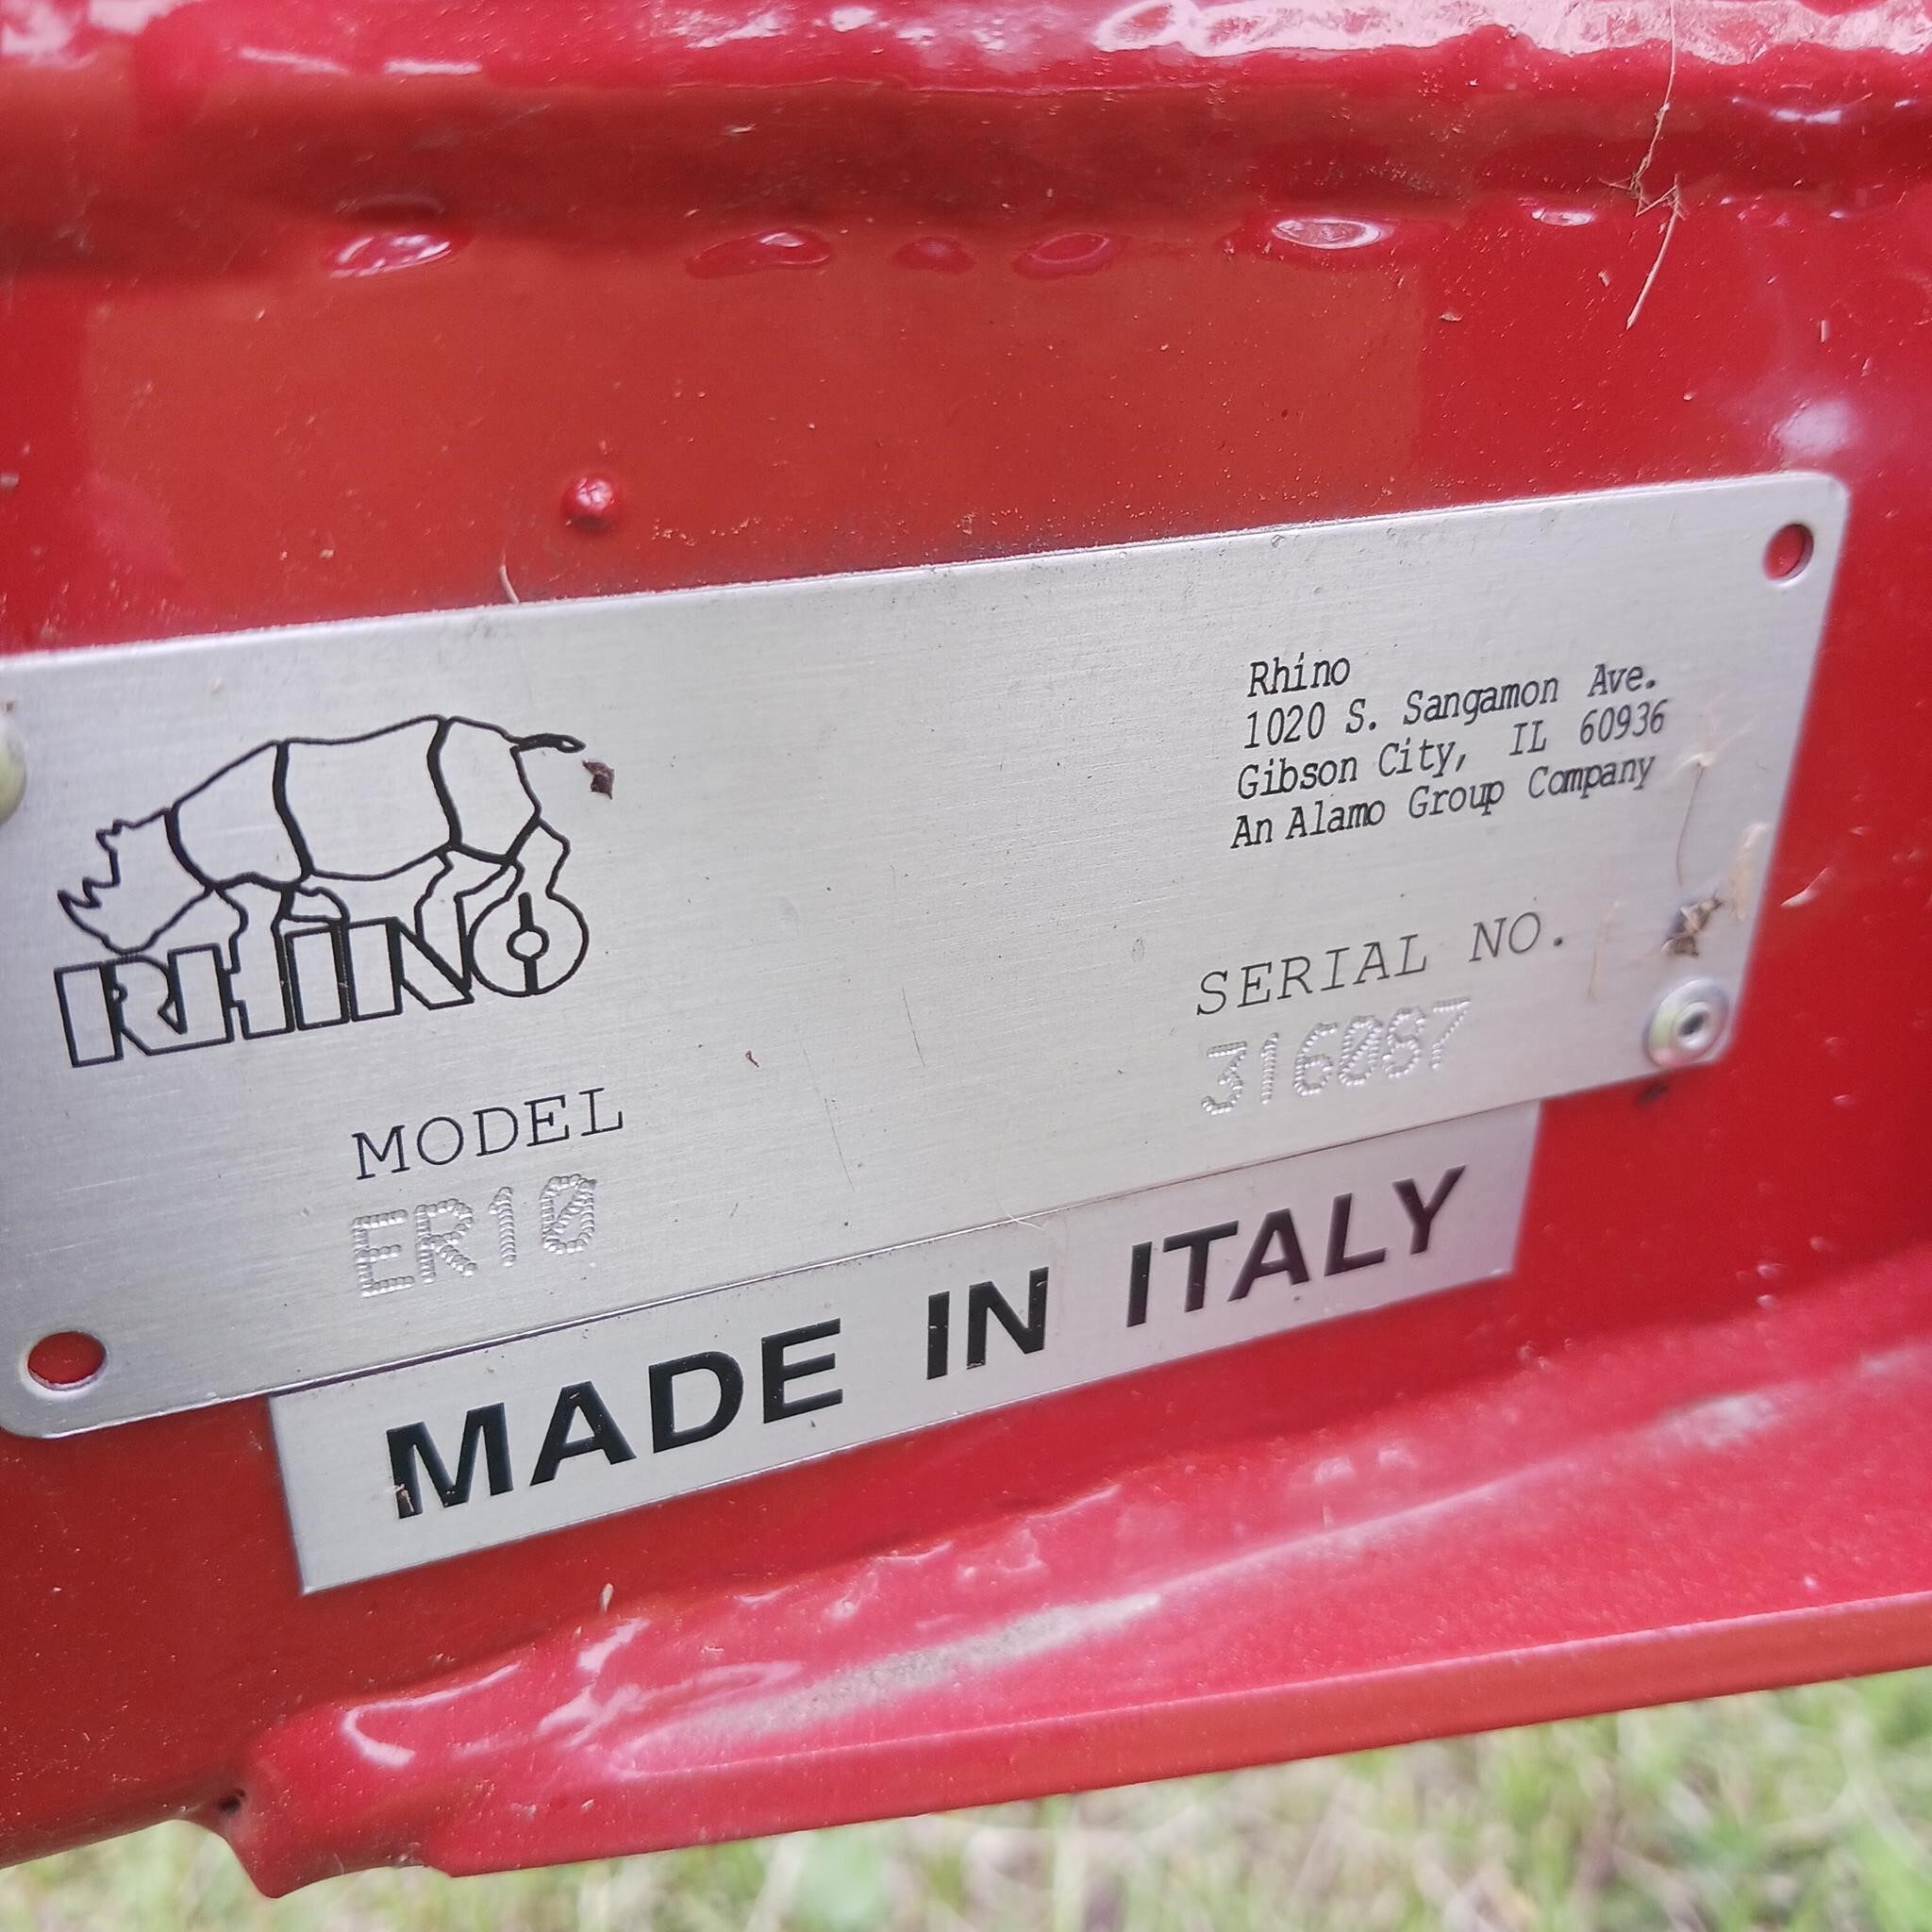 Rhino
1020 S. Sangamon Ave.
Gibson City, IL 60936
An Alamo Group Company
RHINO
SERIAL NO.
316087
MODEL
ER10
MADE IN ITALY